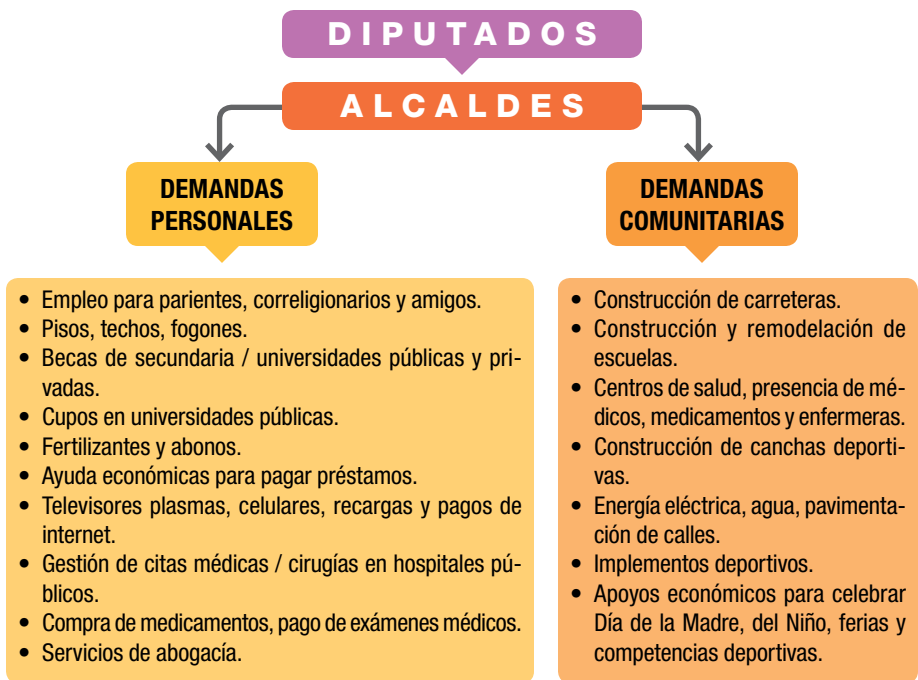 DIPUTADOS
ALCALDES
DEMANDAS
PERSONALES
• Empleo para parientes, correligionarios y amigos.
• Pisos, techos, fogones.
• Becas de secundaria / universidades públicas y pri-
vadas.
• Cupos en universidades públicas.
• Fertilizantes y abonos.
• Ayuda económicas para pagar préstamos.
• Televisores plasmas, celulares, recargas y pagos de
internet.
• Gestión de citas médicas / cirugías en hospitales pú-
blicos.
• Compra de medicamentos, pago de exámenes médicos.
• Servicios de abogacía.
DEMANDAS
COMUNITARIAS
• Construcción de carreteras.
• Construcción y remodelación de
escuelas.
• Centros de salud, presencia de mé-
dicos, medicamentos y enfermeras.
• Construcción de canchas deporti-
vas.
• Energía eléctrica, agua, pavimenta-
ción de calles.
• Implementos deportivos.
• Apoyos económicos para celebrar
Día de la Madre, del Niño, ferias y
competencias deportivas.